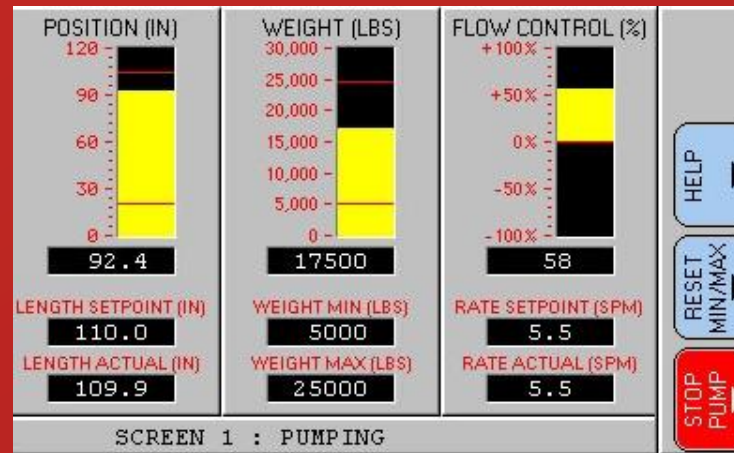 POSITION (IN)
120
90
60
30
0
92.4
LENGTH SETPOINT (IN)
110.0
LENGTH ACTUAL (IN)
109.9
WEIGHT (LBS)
30,000
25,000
20,000
15,000
10,000
5,000
0
17500
WEIGHT MIN (LBS)
5000
WEIGHT MAX (LBS)
25000
FLOW CONTROL (%)
+100%
+50%
0%
-50%
-100%
58
RATE SETPOINT (SPM)
5.5
RATE ACTUAL (SPM)
5.5
HELP
RESET
MIN/MAX
STOP
PUMP
SCREEN 1 : PUMPING